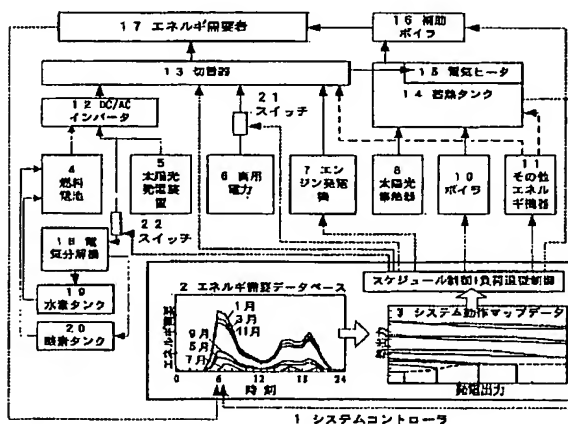 17 エネルギ需要者
16 補助
ボイラ
13 切替器
15 電気ヒータ
14 蓄熱タンク
12 DC/AC
インバータ
21
スイッチ
4
燃料
電池
5
太陽光
発電装
置
6 商用
電力
7 エン
ジン発電
機
8
太陽光
集熱器
10
ボイラ
11
その他
エネル
ギ機器
22
スイッチ
18 電
気分解機
19
水素タンク
20
酸素タンク
スケジュール制御
2 エネルギ需要データベース
3 システム動作マップデータ
エネルギ需要
1月
3月
11月
9月
5月
7月
0 6 12 18 24
時刻
発電出力
1 システムコントローラ